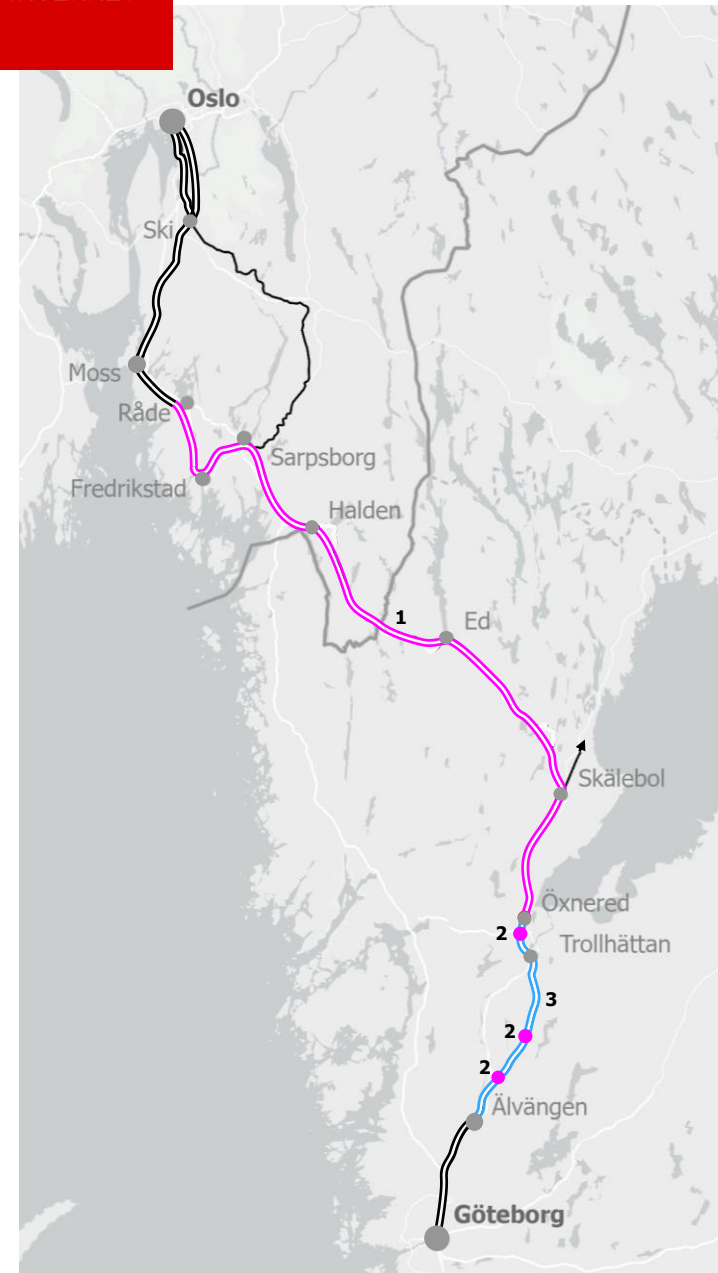 Oslo
Ski
Moss
Råde
Sarpsborg
Fredrikstad
Halden
1
Ed
Skälebol
Öxnered
2
Trollhättan
3
2
2
Älvängen
Göteborg